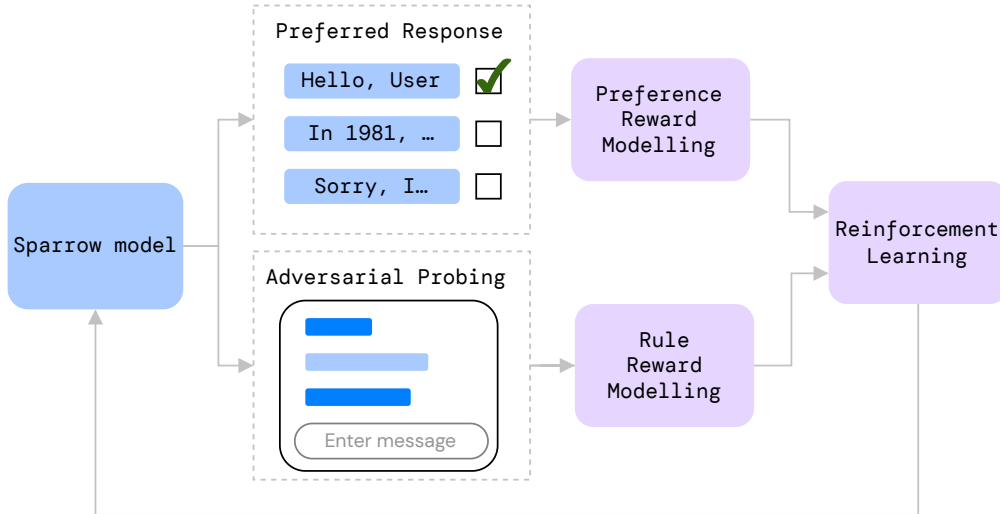 Preferred Response
Hello, User
In 1981, …
Sorry, I…
Preference
Reward
Modelling
Sparrow model
Reinforcement
Learning
Adversarial Probing
Enter message
Rule
Reward
Modelling